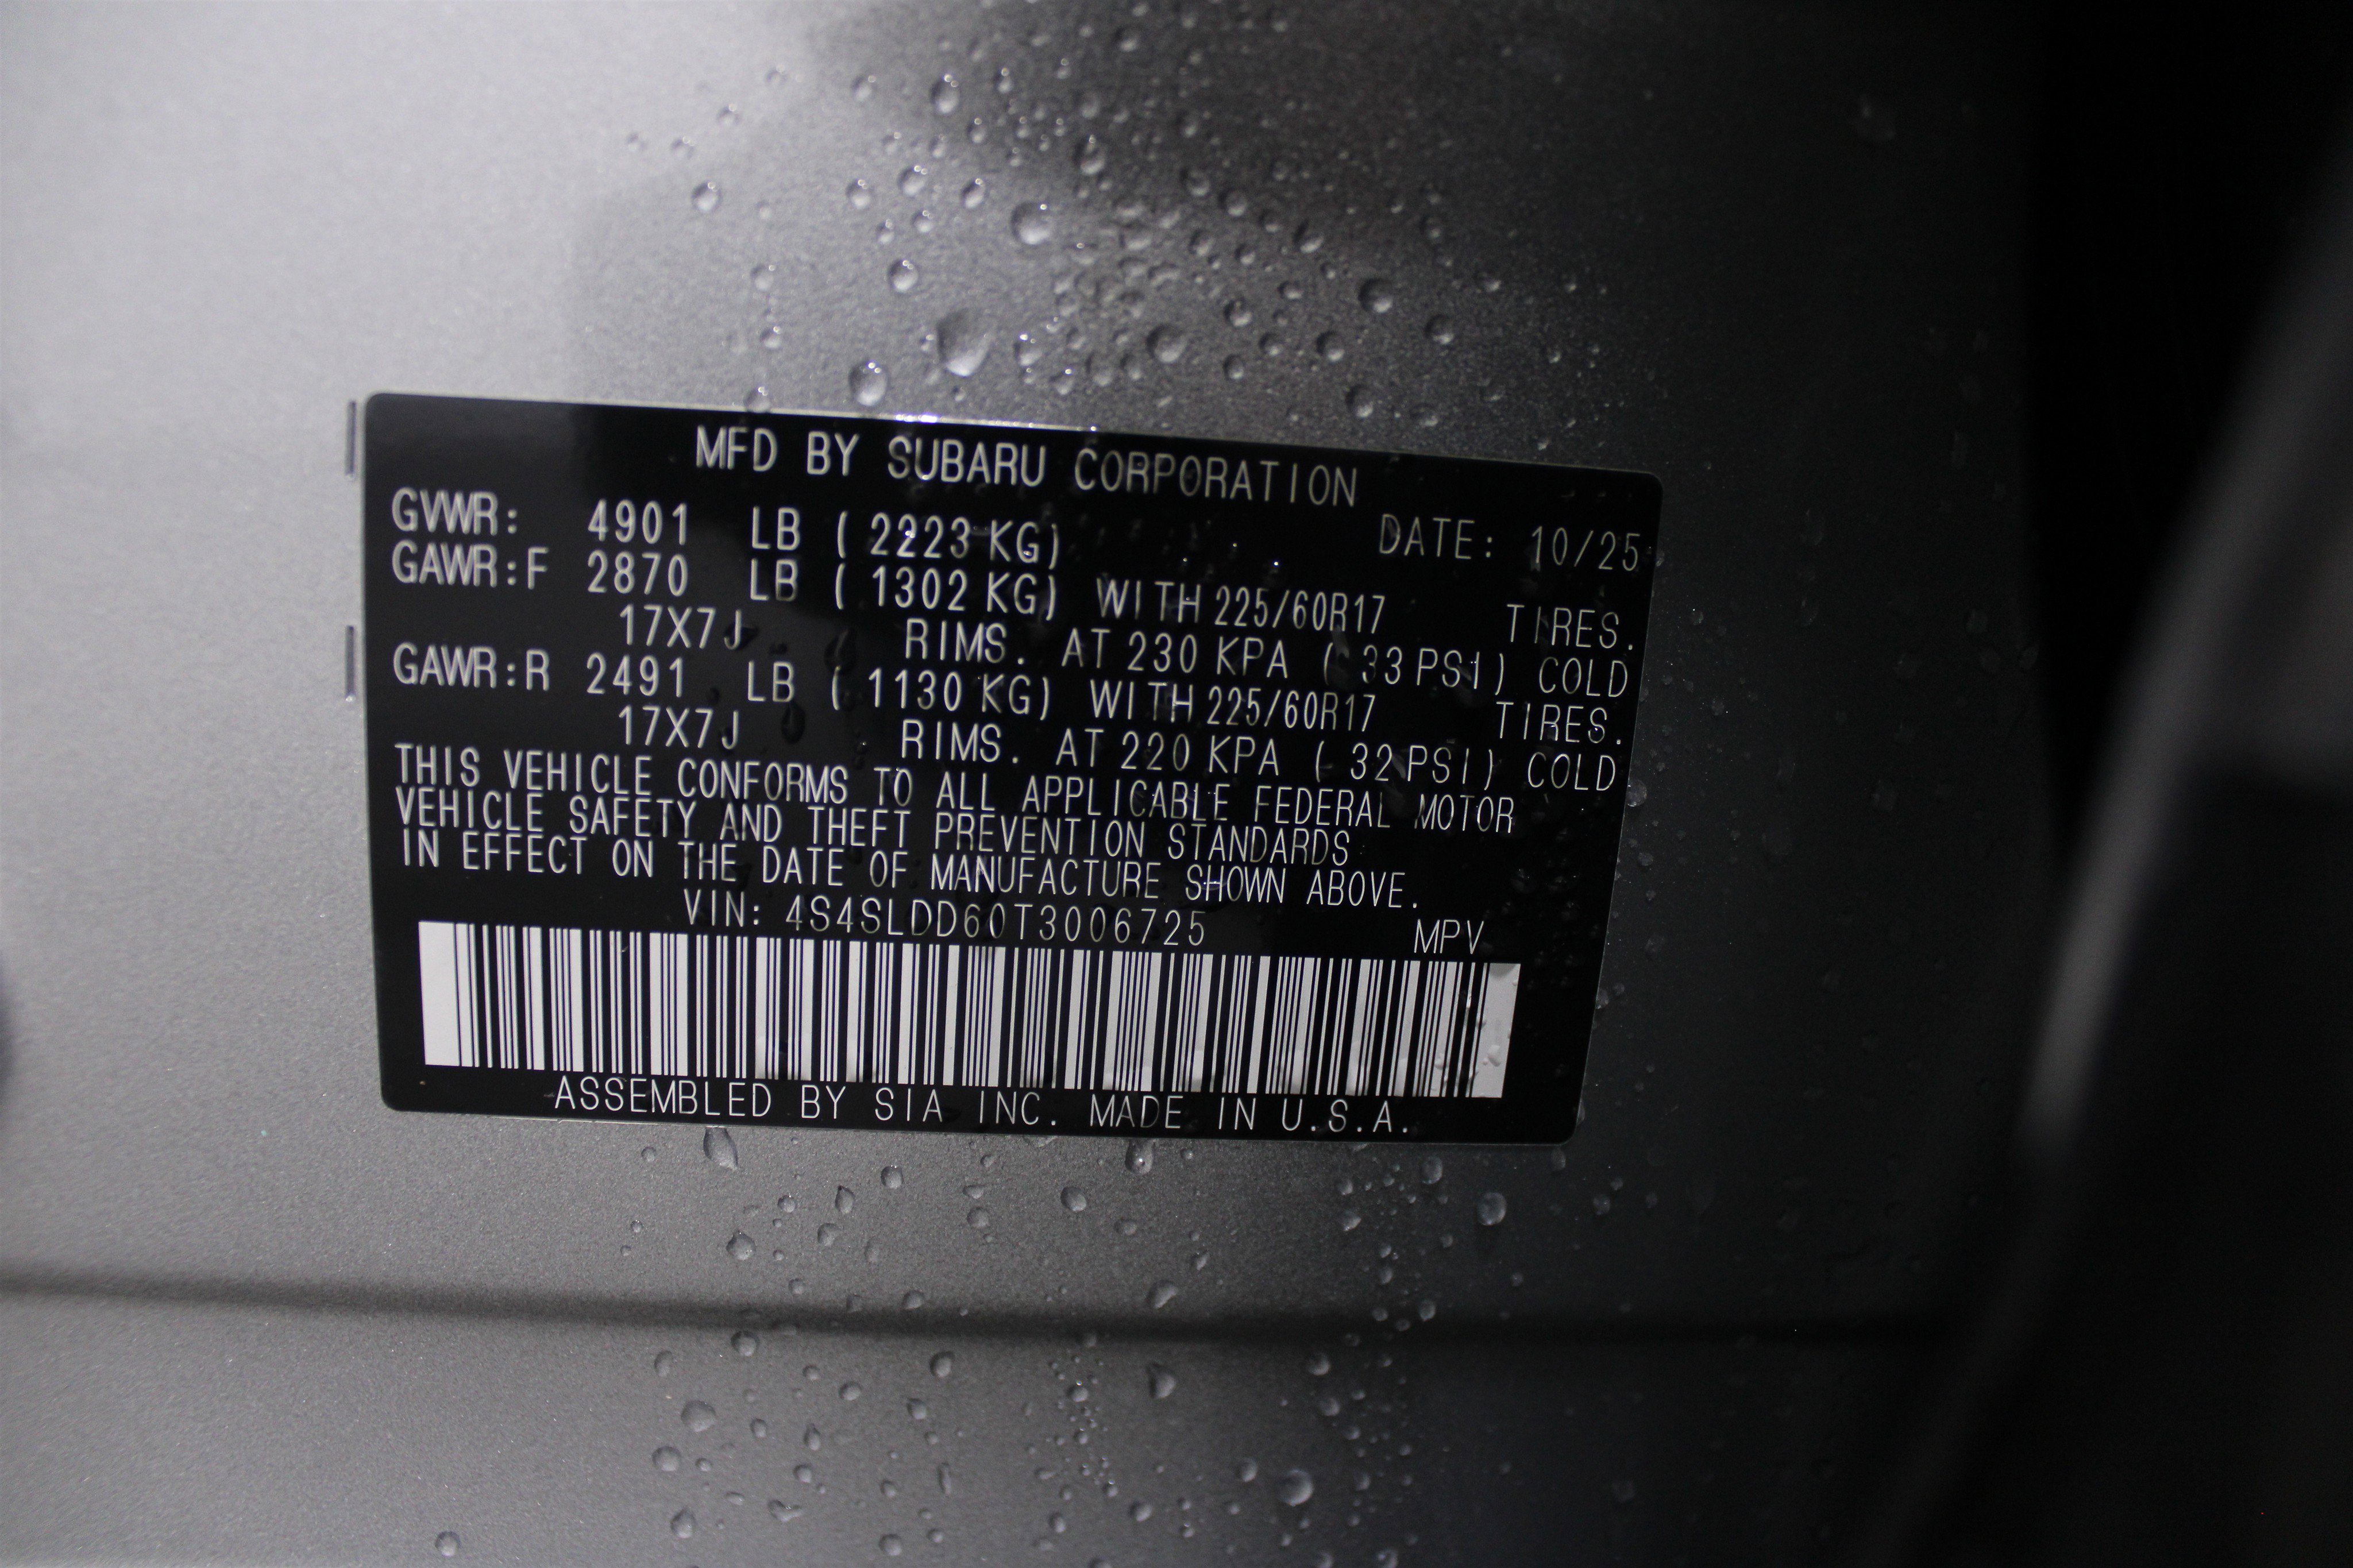 MFD BY SUBARU CORPORATION
GVWR: 4901 LB ( 2223 KG) DATE: 10/25
GAWR:F 2870 LB ( 1302 KG) WITH 225/60R17 TIRES.
17X7J RIMS. AT 230 KPA ( 33 PSI) COLD
GAWR:R 2491 LB ( 1130 KG) WITH 225/60R17 TIRES.
17X7J RIMS. AT 220 KPA ( 32 PSI) COLD
THIS VEHICLE CONFORMS TO ALL APPLICABLE FEDERAL MOTOR
VEHICLE SAFETY AND THEFT PREVENTION STANDARDS
IN EFFECT ON THE DATE OF MANUFACTURE SHOWN ABOVE.
VIN: 4S4SLDD60T3006725 MPV
ASSEMBLED BY SIA INC. MADE IN U.S.A.